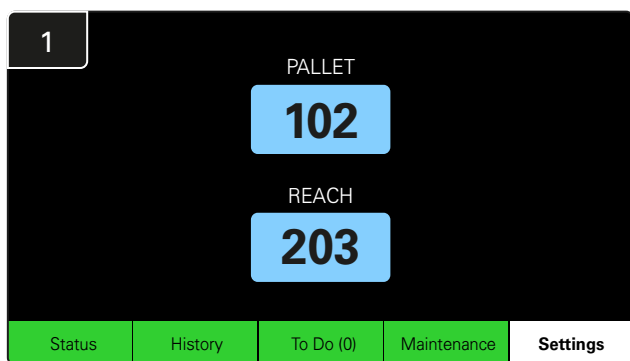 1
PALLET
102
REACH
203
Status History To Do (0) Maintenance Settings